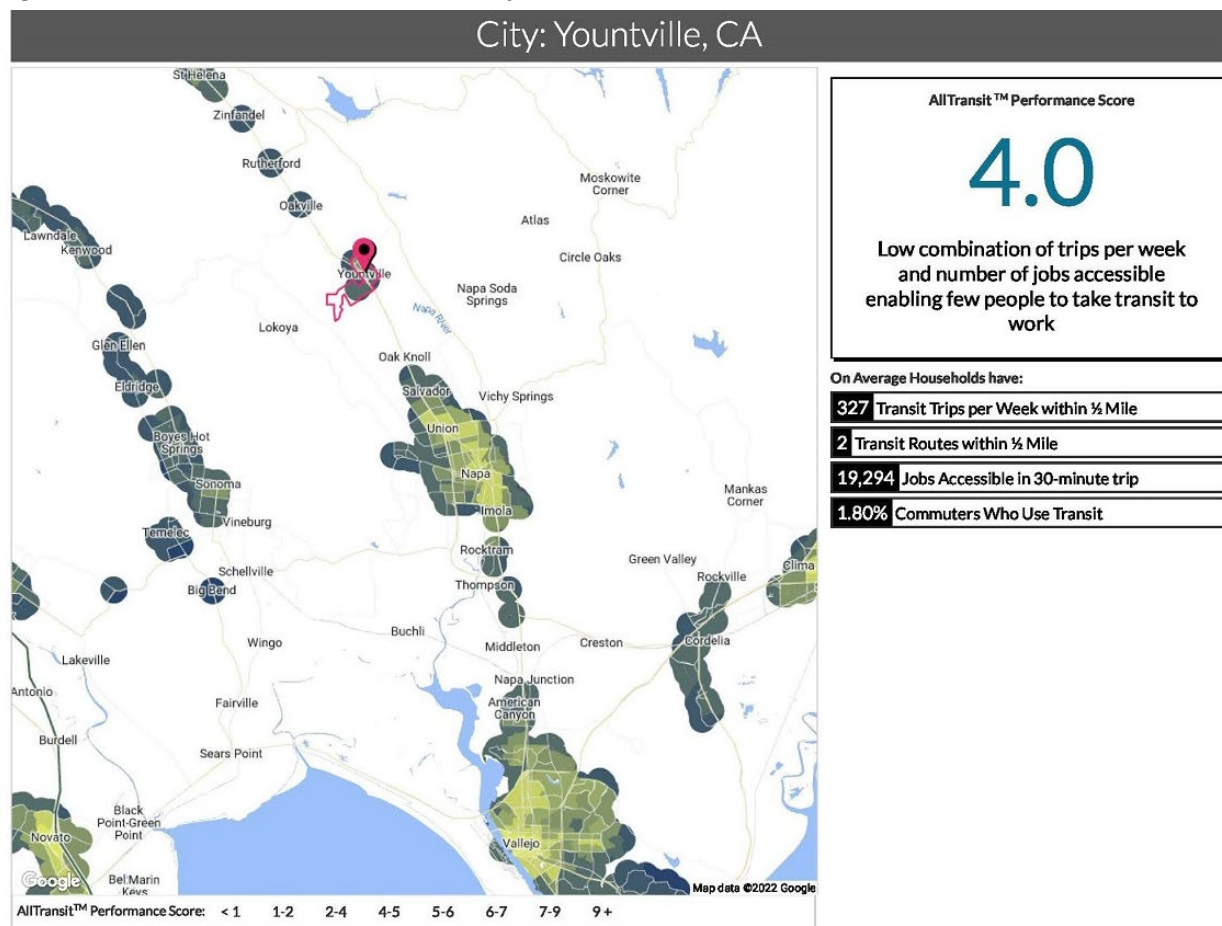 City: Yountville, CA
St Helena
Zinfandel
Rutherford
Moskowite
Corner
Oakville
Atlas
Lawndale
Kenwood
Circle Oaks
Yountville
Napa Soda
Springs
Napa River
Lokoya
Glen Ellen
Oak Knoll
Eldridge
Salvador
Vichy Springs
Union
Boyes Hot
Springs
Napa
Sonoma
Mankas
Corner
Imola
Vineburg
Temelec
Rocktram
Green Valley
Clima
Schellville
Thompson
Rockville
Big Bend
Buchli
Wingo
Middleton
Creston
Cordelia
Lakeville
Napa Junction
Antonio
Fairville
American
Canyon
Burdell
Sears Point
Black
Point-Green
Point
Novato
Vallejo
Google
Bel Marin
Keys
Map data ©2022 Google
AllTransit™ Performance Score: < 1 1-2 2-4 4-5 5-6 6-7 7-9 9 +
AllTransit™ Performance Score
4.0
Low combination of trips per week
and number of jobs accessible
enabling few people to take transit to
work
On Average Households have:
327 Transit Trips per Week within ½ Mile
2 Transit Routes within ½ Mile
19,294 Jobs Accessible in 30-minute trip
1.80% Commuters Who Use Transit